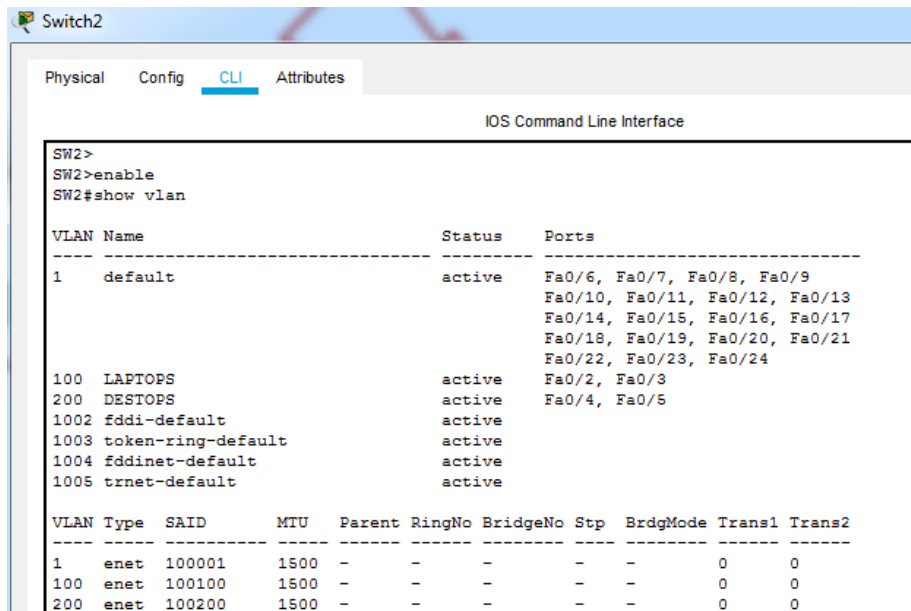 Switch2
Physical Config CLI Attributes
IOS Command Line Interface
SW2>
SW2>enable
SW2#show vlan
VLAN Name Status Ports
---- -------------------------------- --------- -------------------------------
1 default active Fa0/6, Fa0/7, Fa0/8, Fa0/9
Fa0/10, Fa0/11, Fa0/12, Fa0/13
Fa0/14, Fa0/15, Fa0/16, Fa0/17
Fa0/18, Fa0/19, Fa0/20, Fa0/21
Fa0/22, Fa0/23, Fa0/24
100 LAPTOPS active Fa0/2, Fa0/3
200 DESTOPS active Fa0/4, Fa0/5
1002 fddi-default active
1003 token-ring-default active
1004 fddinet-default active
1005 trnet-default active
VLAN Type SAID MTU Parent RingNo BridgeNo Stp BrdgMode Trans1 Trans2
---- ----- ---------- ----- ------ ------ -------- ---- -------- ------ ------
1 enet 100001 1500 - - - - - 0 0
100 enet 100100 1500 - - - - - 0 0
200 enet 100200 1500 - - - - - 0 0